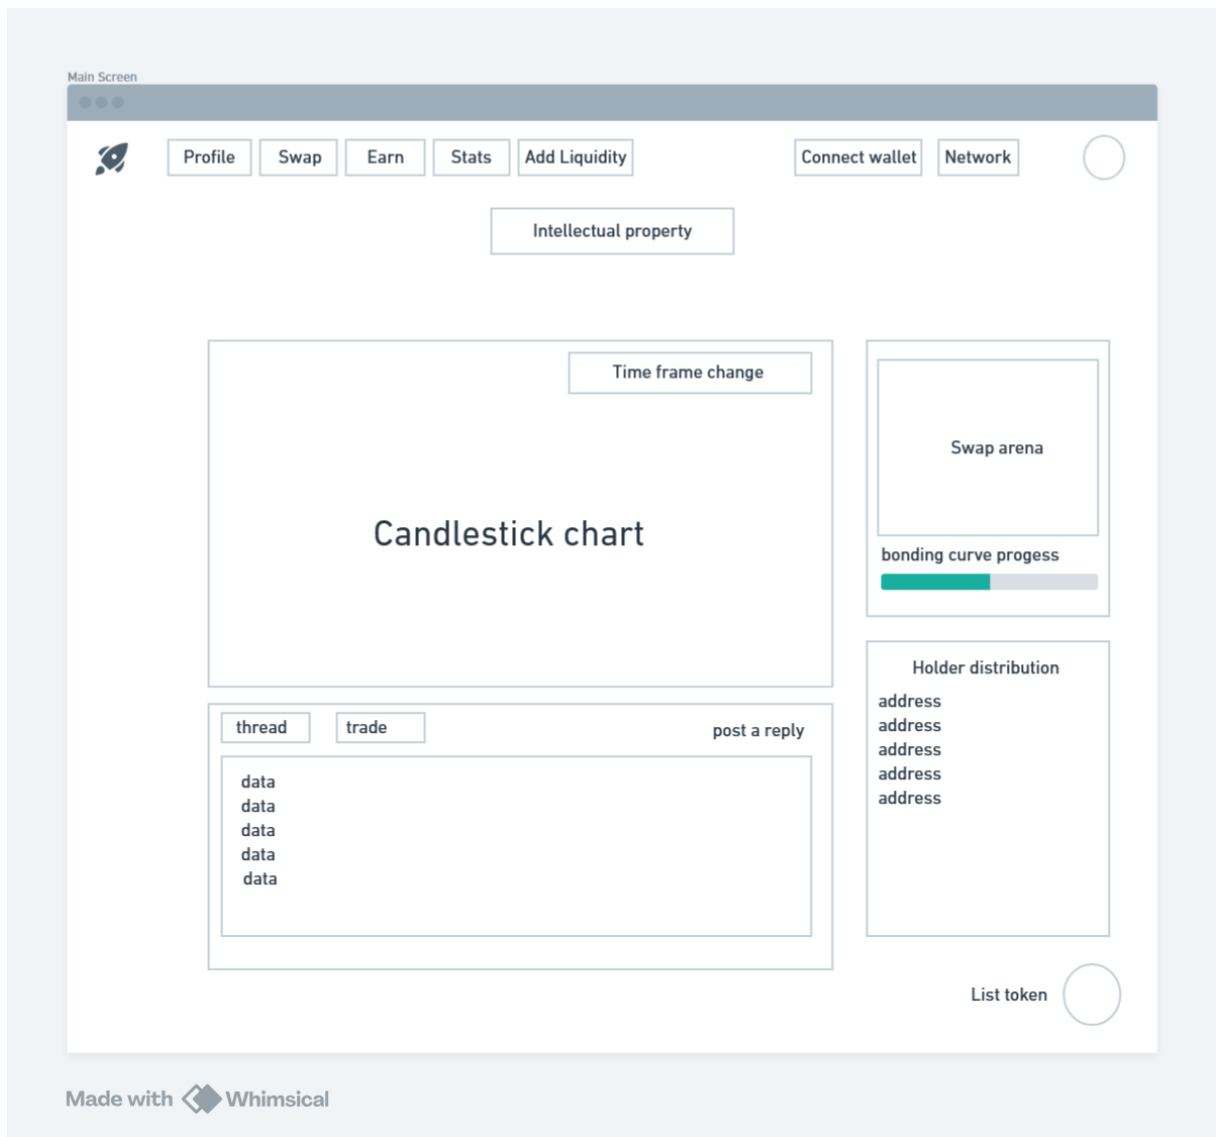 Main Screen
Profile Swap Earn Stats Add Liquidity Connect wallet Network
Intellectual property
Time frame change
Candlestick chart
Swap arena
bonding curve progess
thread trade post a reply
data
data
data
data
data
Holder distribution
address
address
address
address
address
List token
Made with Whimsical